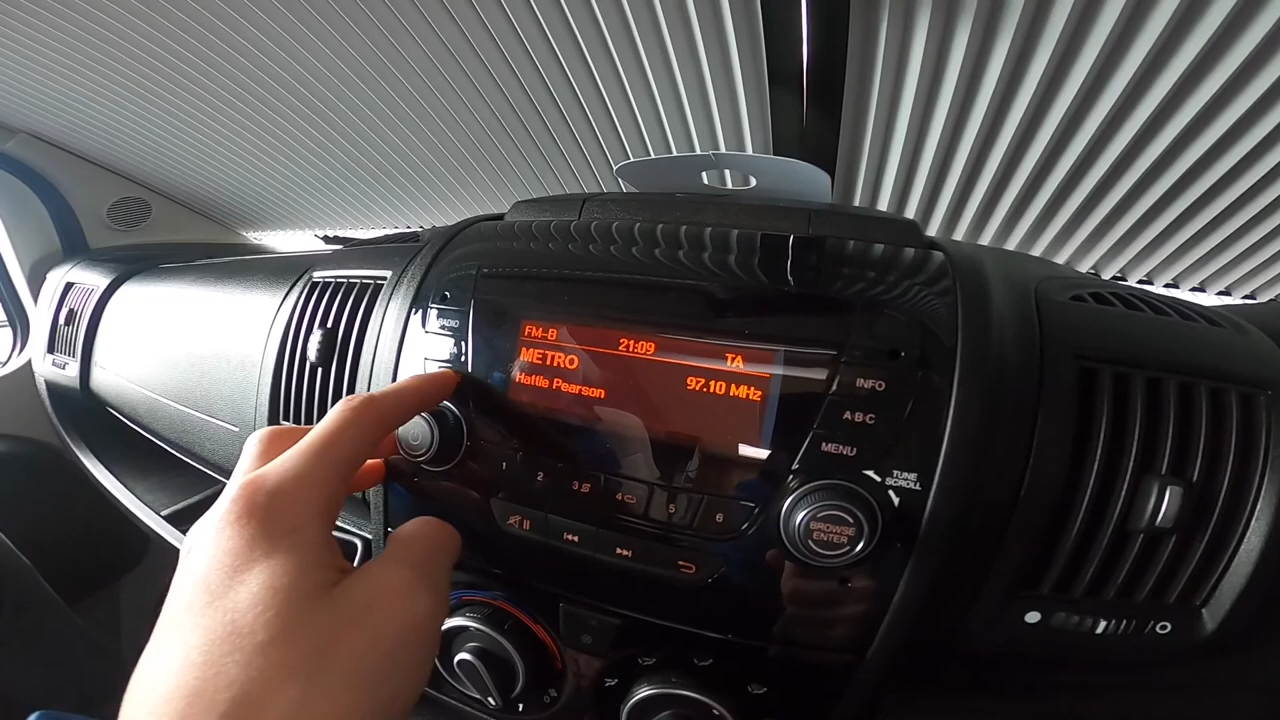 RADIO
FM-B
21:09
TA
METRO
97.10 MHz
Hattie Pearson
INFO
A·B·C
MENU
TUNE
SCROLL
BROWSE
ENTER
1
2
3
4
5
6
1